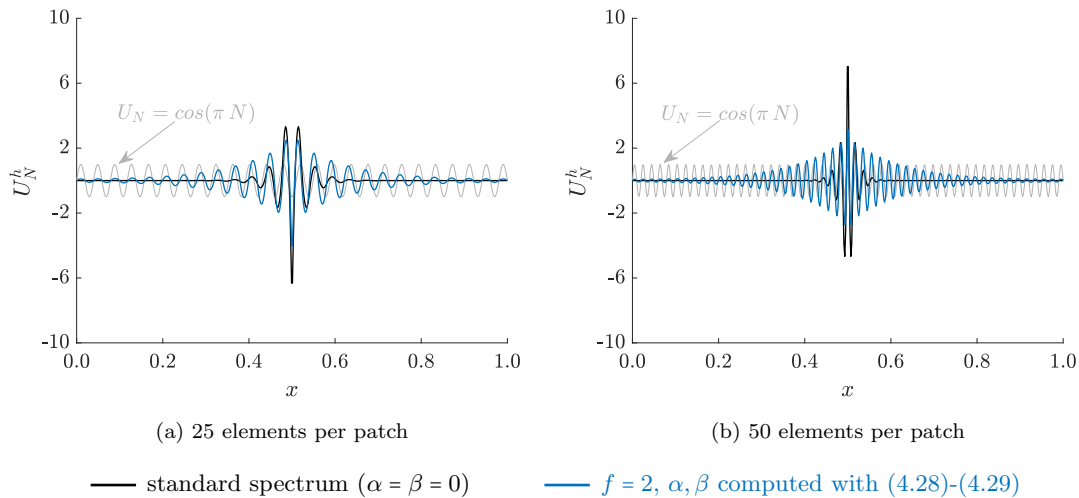 10
6
2
-2
-6
-10
U_N^h
U_N = cos(π N)
0.0 0.2 0.4 0.6 0.8 1.0
x
(a) 25 elements per patch
10
6
2
-2
-6
-10
U_N^h
U_N = cos(π N)
0.0 0.2 0.4 0.6 0.8 1.0
x
(b) 50 elements per patch
standard spectrum (α = β = 0)
f = 2, α, β computed with (4.28)-(4.29)